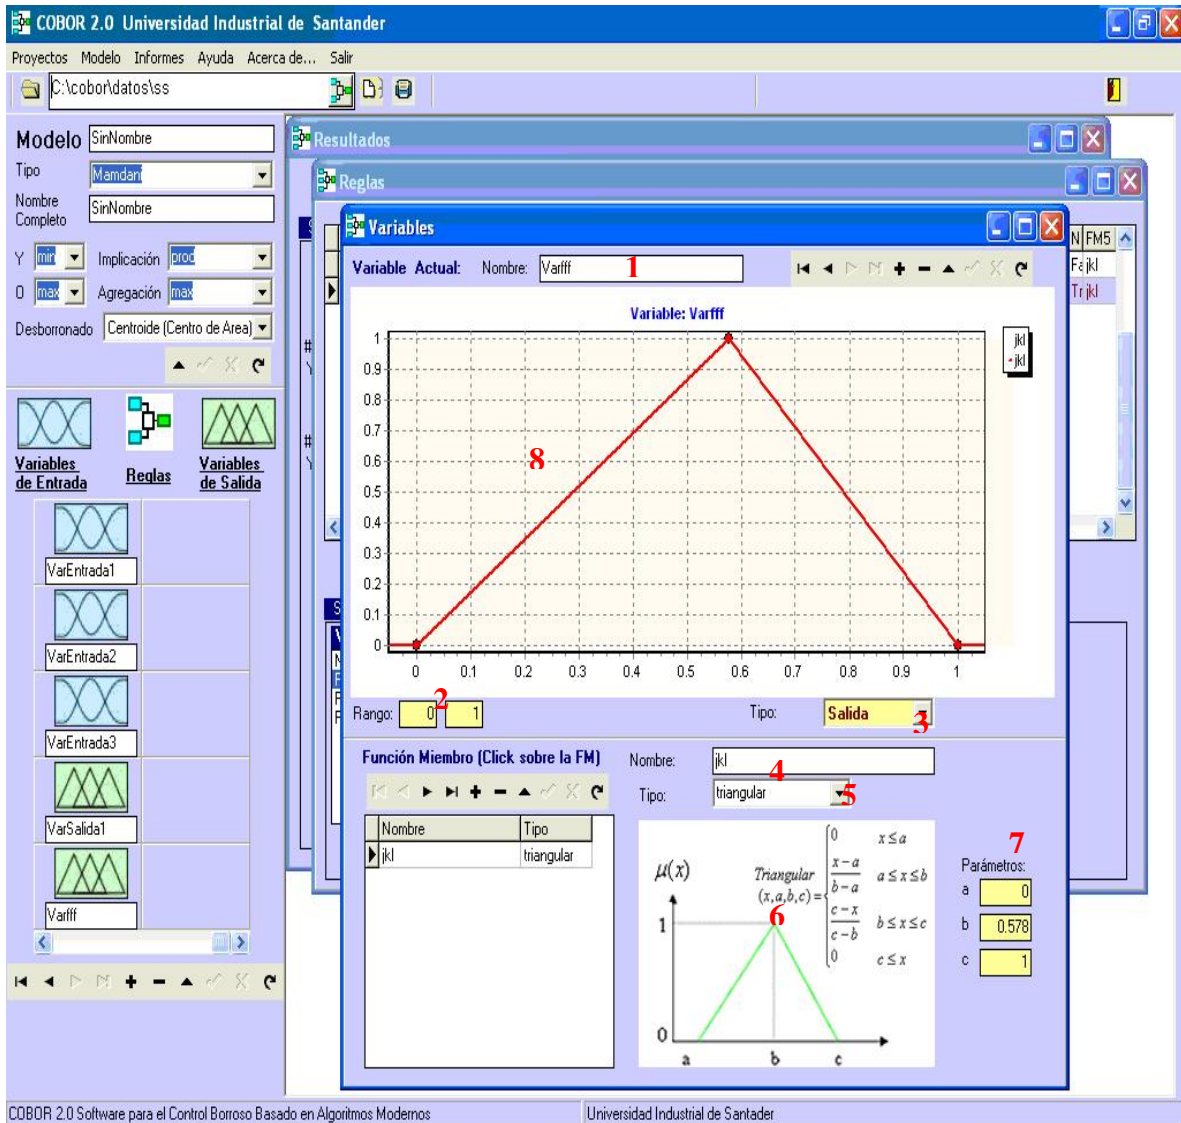 COBOR 2.0 Universidad Industrial de Santander
Proyectos Modelo Informes Ayuda Acerca de... Salir
C:\cobor\datos\ss
Modelo SinNombre
Tipo Mamdani
Nombre Completo SinNombre
Y min Implicación prod
O max Agregación max
Desborronado Centroide (Centro de Area)
Variables de Entrada
Reglas
Variables de Salida
VarEntrada1
VarEntrada2
VarEntrada3
VarSalida1
Varfff
Resultados
Reglas
N FM5
Fa jkl
Tr jkl
#
#
Variables
Variable Actual: Nombre: Varfff 1
Variable: Varfff
jkl
jkl
1
0.9
0.8
0.7
0.6
0.5
0.4
0.3
0.2
0.1
0
8
0 0.1 0.2 0.3 0.4 0.5 0.6 0.7 0.8 0.9 1
Rango: 0 2 1
Tipo: Salida 3
Función Miembro (Click sobre la FM)
Nombre Tipo
jkl triangular
Nombre: jkl 4
Tipo: triangular 5
μ(x)
Triangular
(x,a,b,c)=
0 x≤a
x−a
b−a
a≤x≤b
c−x
c−b
b≤x≤c
0 c≤x
6
1
0
a b c
7
Parámetros:
a 0
b 0.578
c 1
COBOR 2.0 Software para el Control Borroso Basado en Algoritmos Modernos
Universidad Industrial de Santader